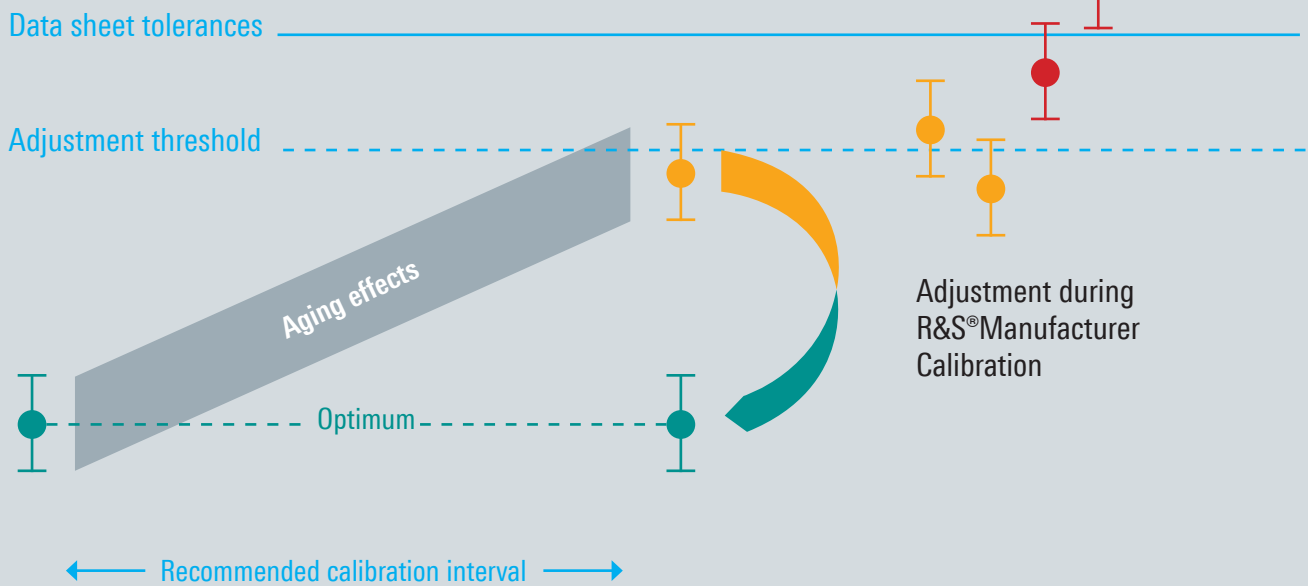 Data sheet tolerances
Adjustment threshold
Aging effects
Adjustment during
R&S®Manufacturer
Calibration
Optimum
Recommended calibration interval